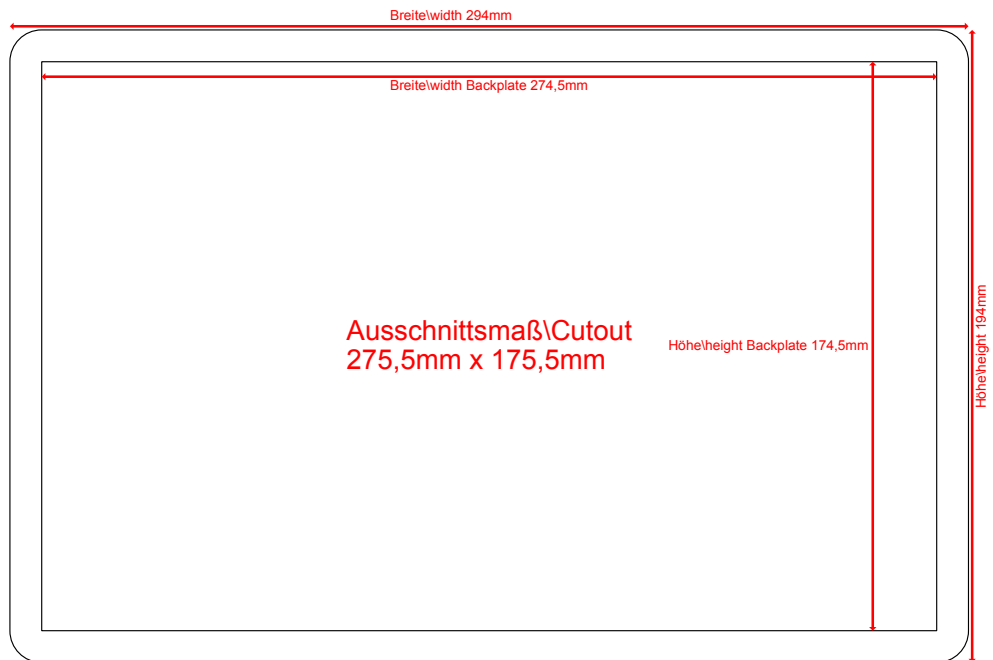 Breite\width 294mm
Breite\width Backplate 274,5mm
Ausschnittsmaß\Cutout
275,5mm x 175,5mm
Höhe\height Backplate 174,5mm
Höhe\height 194mm